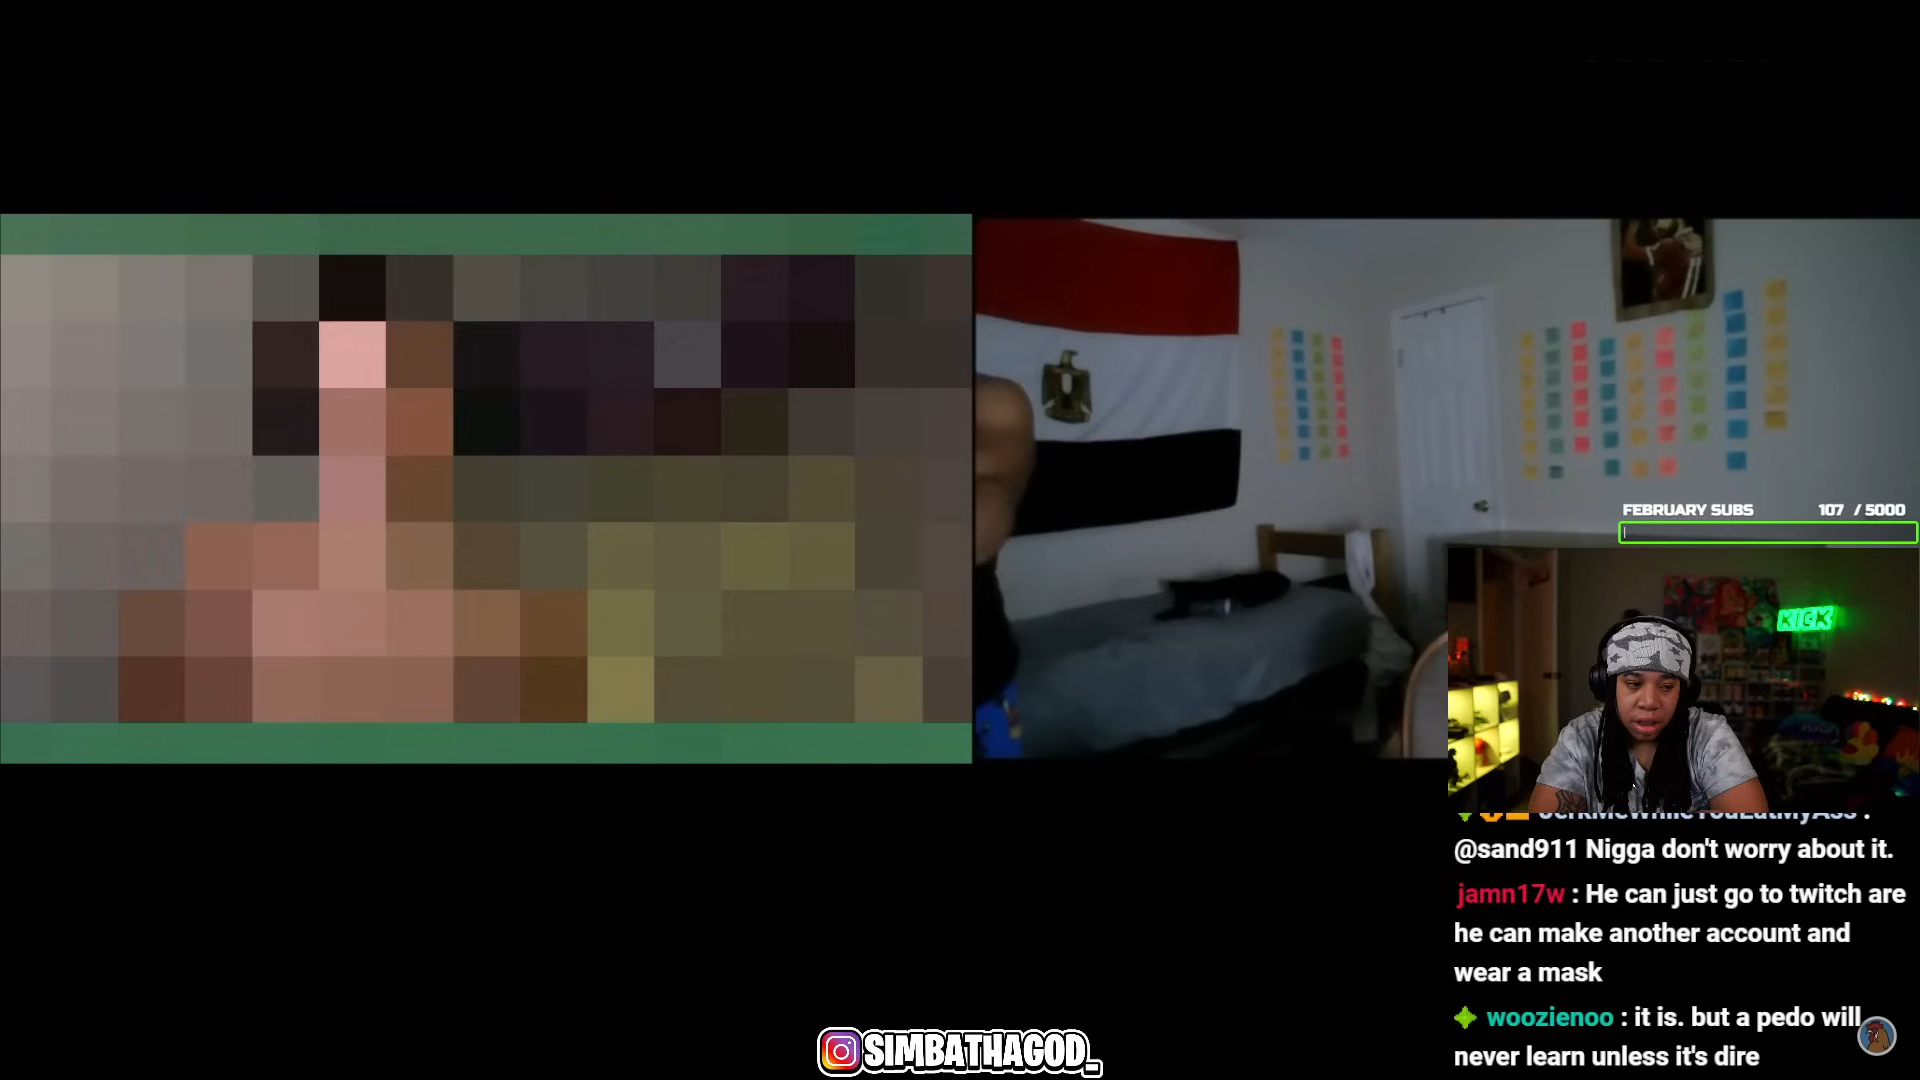 FEBRUARY SUBS 107 / 5000
KICK
JerkMeWhileYouEatMyAss :
@sand911 Nigga don't worry about it.
jamn17w : He can just go to twitch are
he can make another account and
wear a mask
woozienoo : it is. but a pedo will
never learn unless it's dire
SIMBATHAGOD_